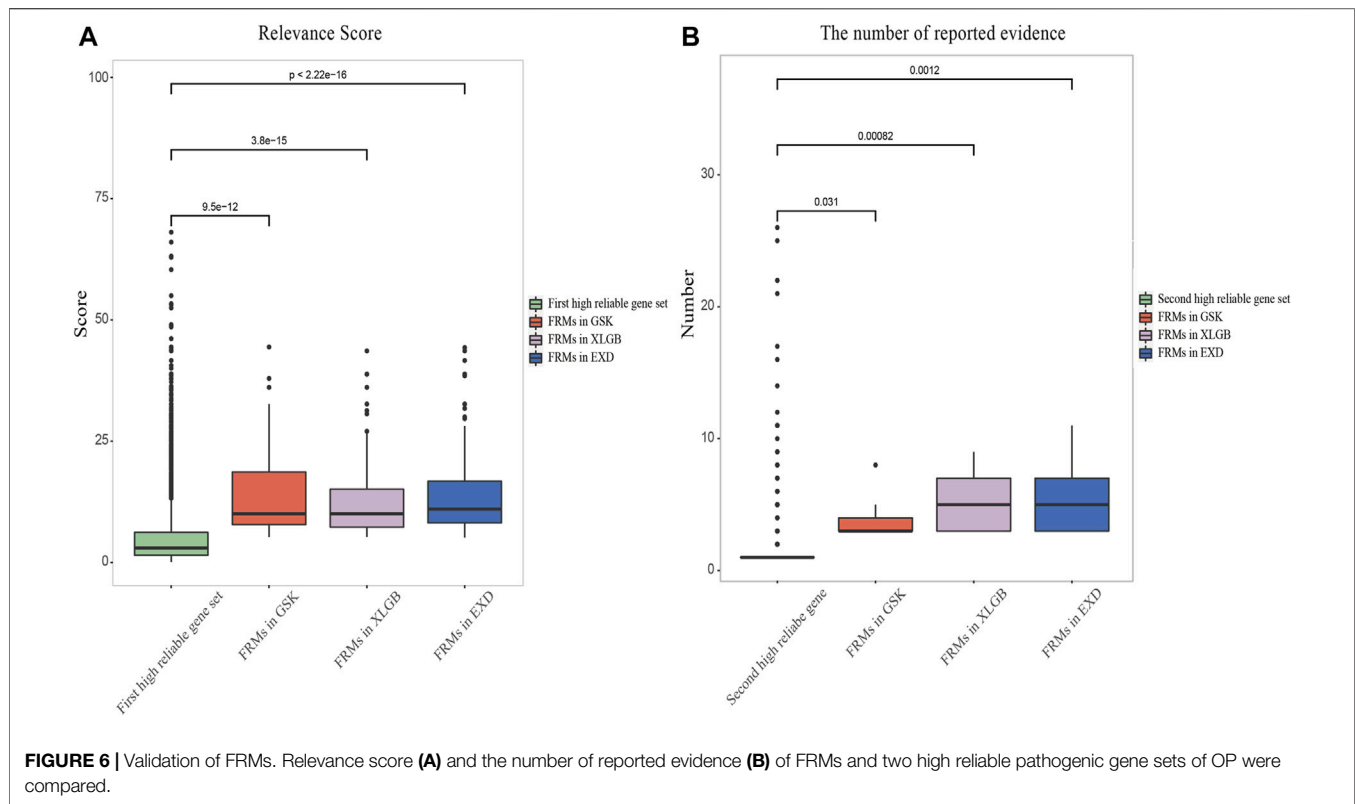 A
Relevance Score
100
75
50
25
0
Score
p < 2.22e−16
3.8e−15
9.5e−12
First high reliable gene set
FRMs in GSK
FRMs in XLGB
FRMs in EXD
First high reliable gene set
FRMs in GSK
FRMs in XLGB
FRMs in EXD
B
The number of reported evidence
30
20
10
0
Number
0.0012
0.00082
0.031
Second high reliabe gene
FRMs in GSK
FRMs in XLGB
FRMs in EXD
Second high reliable gene set
FRMs in GSK
FRMs in XLGB
FRMs in EXD
FIGURE 6 | Validation of FRMs. Relevance score (A) and the number of reported evidence (B) of FRMs and two high reliable pathogenic gene sets of OP were
compared.